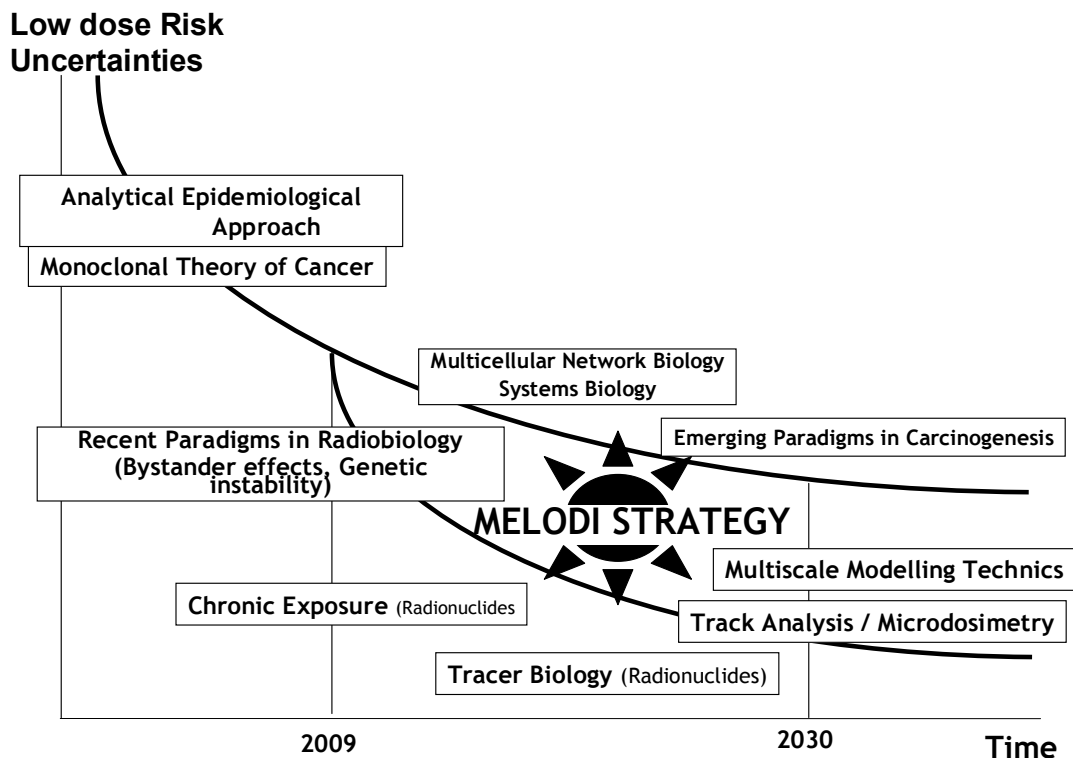 Low dose Risk
Uncertainties
Analytical Epidemiological
Approach
Monoclonal Theory of Cancer
Multicellular Network Biology
Systems Biology
Emerging Paradigms in Carcinogenesis
Recent Paradigms in Radiobiology
(Bystander effects, Genetic
instability)
MELODI STRATEGY
Multiscale Modelling Technics
Chronic Exposure (Radionuclides
Track Analysis / Microdosimetry
Tracer Biology (Radionuclides)
2009
2030
Time